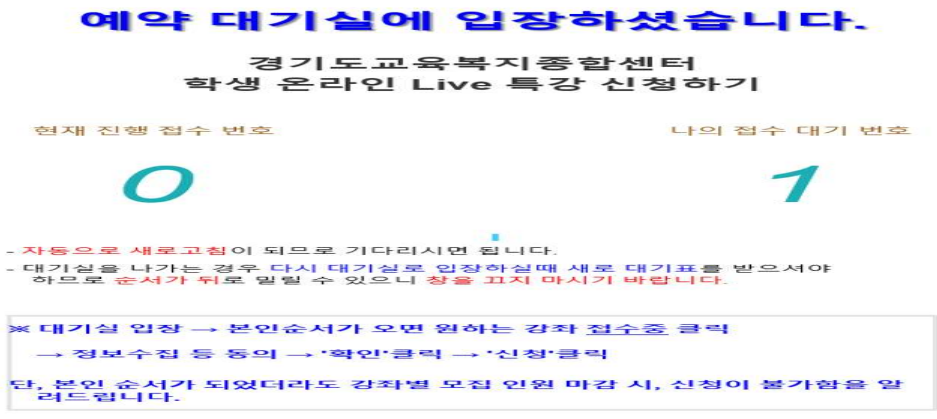 예약 대기실에 입장하셨습니다.
경기도교육복지종합센터
학생 온라인 Live 특강 신청하기
현재 진행 접수 번호
나의 접수 대기 번호
0
1
- 자동으로 새로고침이 되므로 기다리시면 됩니다.
- 대기실을 나가는 경우 다시 대기실로 입장하실때 새로 대기표를 받으셔야
하므로 순서가 뒤로 밀릴 수 있으니 창을 끄지 마시기 바랍니다.
※ 대기실 입장 → 본인순서가 오면 원하는 강좌 접수중 클릭
→ 정보수집 등 동의 → '확인'클릭 → '신청'클릭
단, 본인 순서가 되었더라도 강좌별 모집 인원 마감 시, 신청이 불가함을 알
려드립니다.